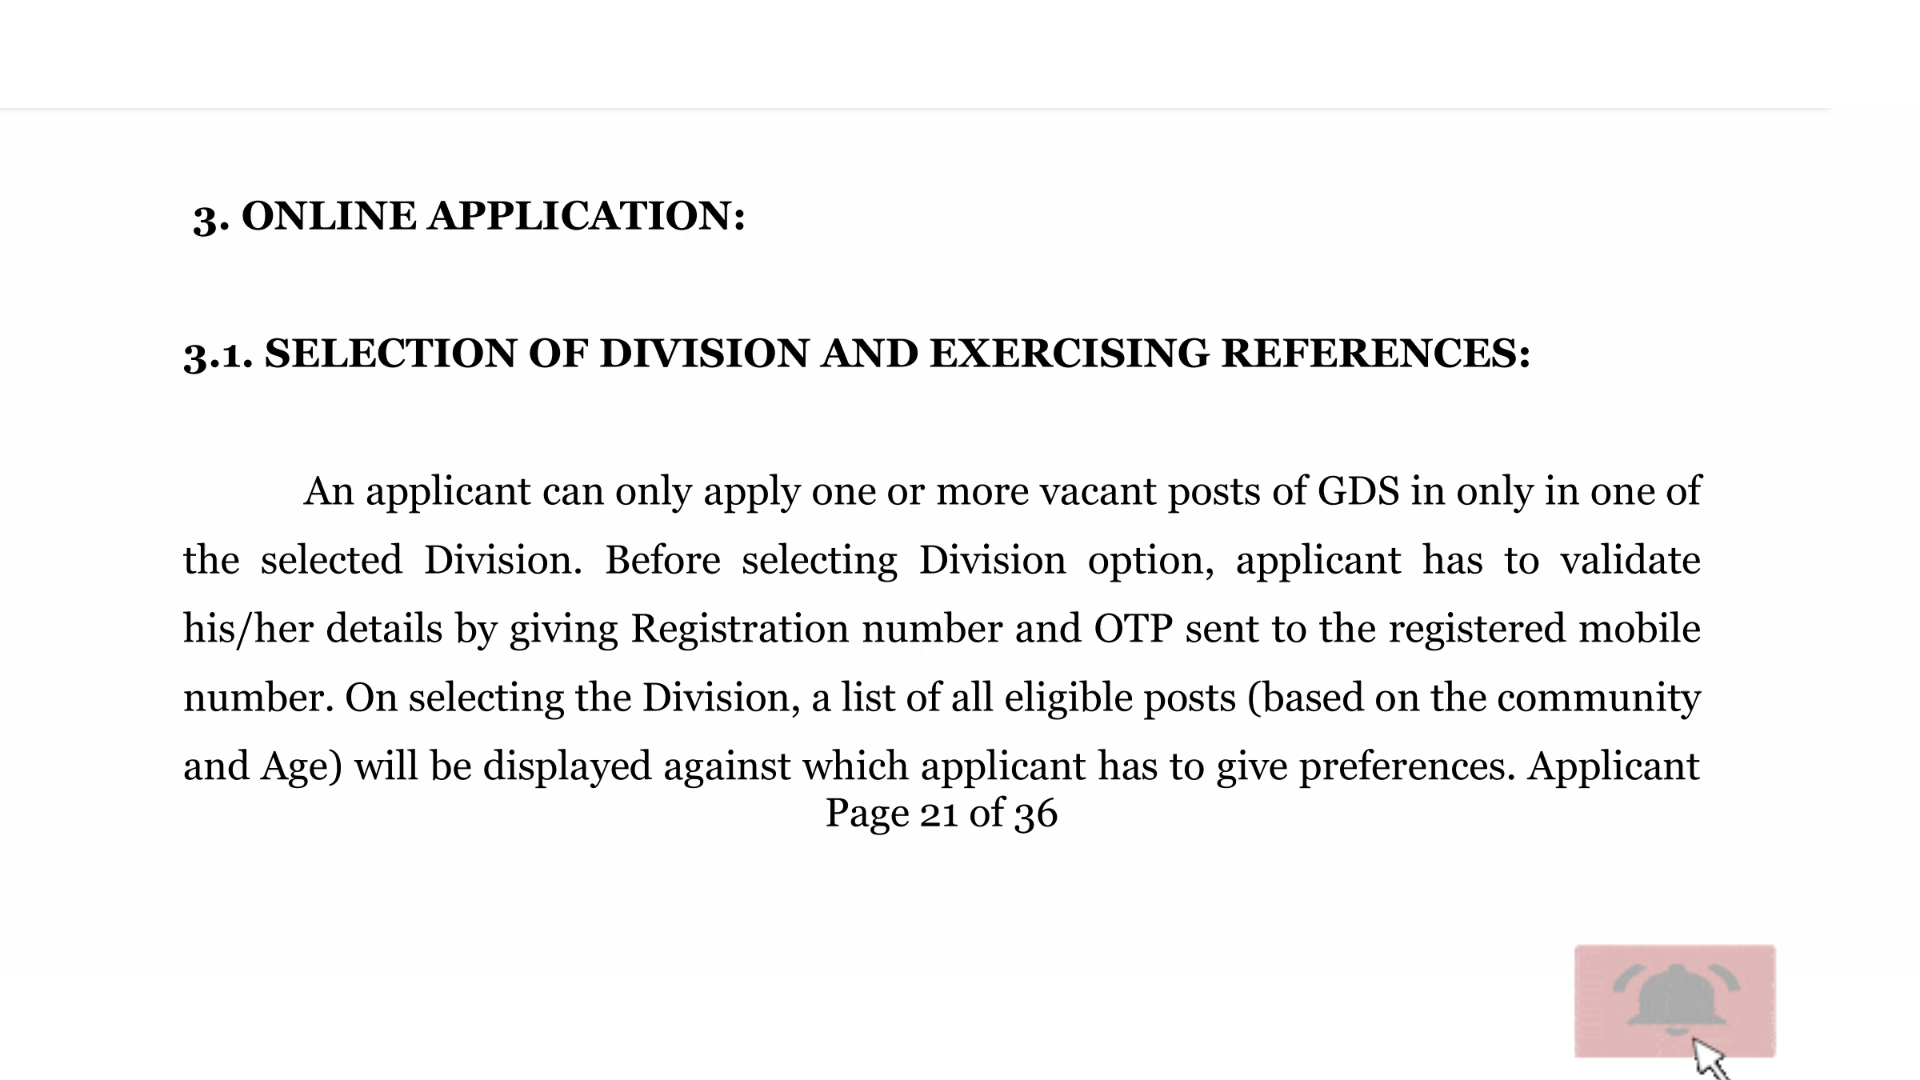 3. ONLINE APPLICATION:
3.1. SELECTION OF DIVISION AND EXERCISING REFERENCES:
An applicant can only apply one or more vacant posts of GDS in only in one of
the selected Division. Before selecting Division option, applicant has to validate
his/her details by giving Registration number and OTP sent to the registered mobile
number. On selecting the Division, a list of all eligible posts (based on the community
and Age) will be displayed against which applicant has to give preferences. Applicant
Page 21 of 36